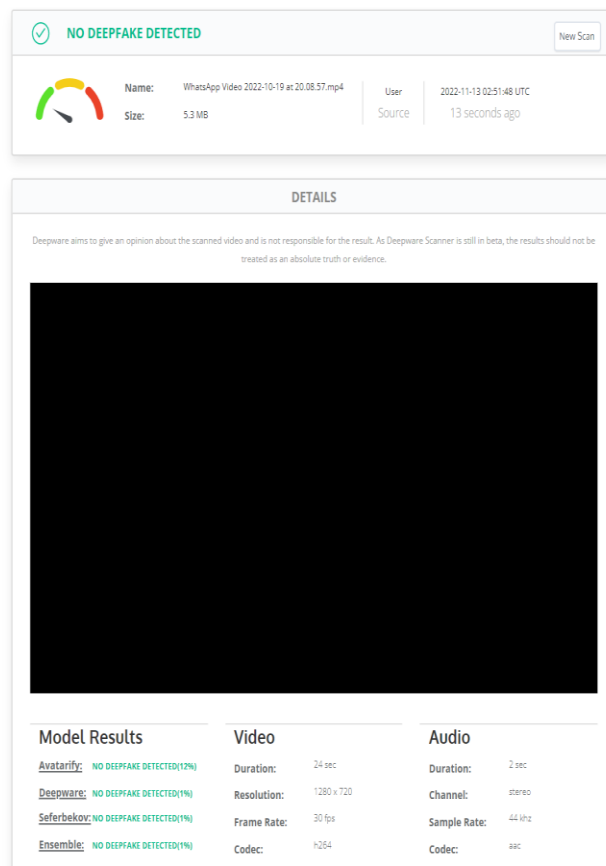 NO DEEPFAKE DETECTED
New Scan
Name: WhatsApp Video 2022-10-19 at 20.08.57.mp4
Size: 5.3 MB
User
Source
2022-11-13 02:51:48 UTC
13 seconds ago
DETAILS
Deepware aims to give an opinion about the scanned video and is not responsible for the result. As Deepware Scanner is still in beta, the results should not be
treated as an absolute truth or evidence.
Model Results
Avatarify: NO DEEPFAKE DETECTED(12%)
Deepware: NO DEEPFAKE DETECTED(1%)
Seferbekov: NO DEEPFAKE DETECTED(1%)
Ensemble: NO DEEPFAKE DETECTED(1%)
Video
Duration: 24 sec
Resolution: 1280 x 720
Frame Rate: 30 fps
Codec: h264
Audio
Duration: 2 sec
Channel: stereo
Sample Rate: 44 khz
Codec: aac